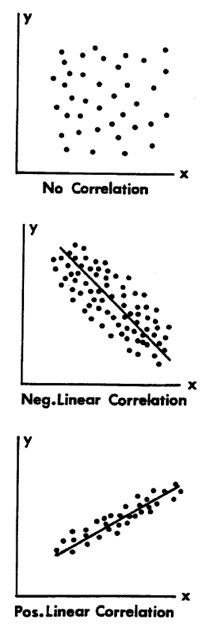 y
x
No Correlation
y
x
Neg.Linear Correlation
y
x
Pos.Linear Correlation